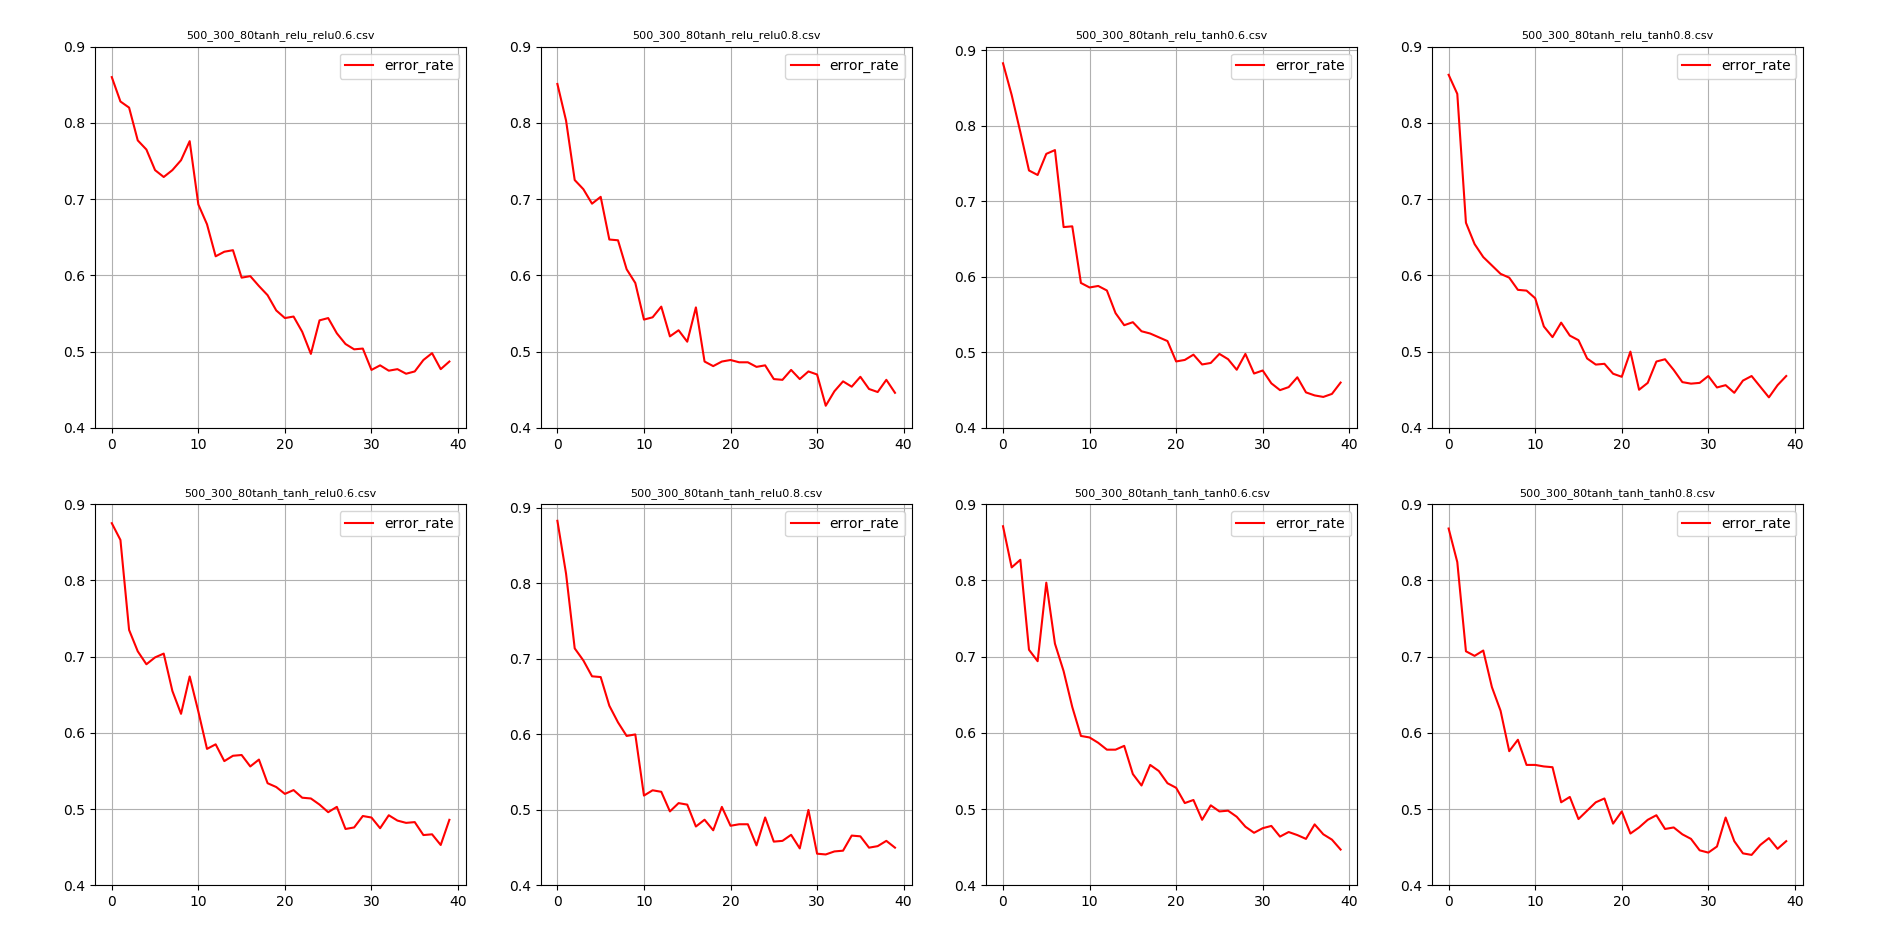 500_300_80tanh_relu_relu0.6.csv
error_rate
0.9
0.8
0.7
0.6
0.5
0.4
0 10 20 30 40
500_300_80tanh_relu_relu0.8.csv
error_rate
0.9
0.8
0.7
0.6
0.5
0.4
0 10 20 30 40
500_300_80tanh_relu_tanh0.6.csv
error_rate
0.9
0.8
0.7
0.6
0.5
0.4
0 10 20 30 40
500_300_80tanh_relu_tanh0.8.csv
error_rate
0.9
0.8
0.7
0.6
0.5
0.4
0 10 20 30 40
500_300_80tanh_tanh_relu0.6.csv
error_rate
0.9
0.8
0.7
0.6
0.5
0.4
0 10 20 30 40
500_300_80tanh_tanh_relu0.8.csv
error_rate
0.9
0.8
0.7
0.6
0.5
0.4
0 10 20 30 40
500_300_80tanh_tanh_tanh0.6.csv
error_rate
0.9
0.8
0.7
0.6
0.5
0.4
0 10 20 30 40
500_300_80tanh_tanh_tanh0.8.csv
error_rate
0.9
0.8
0.7
0.6
0.5
0.4
0 10 20 30 40